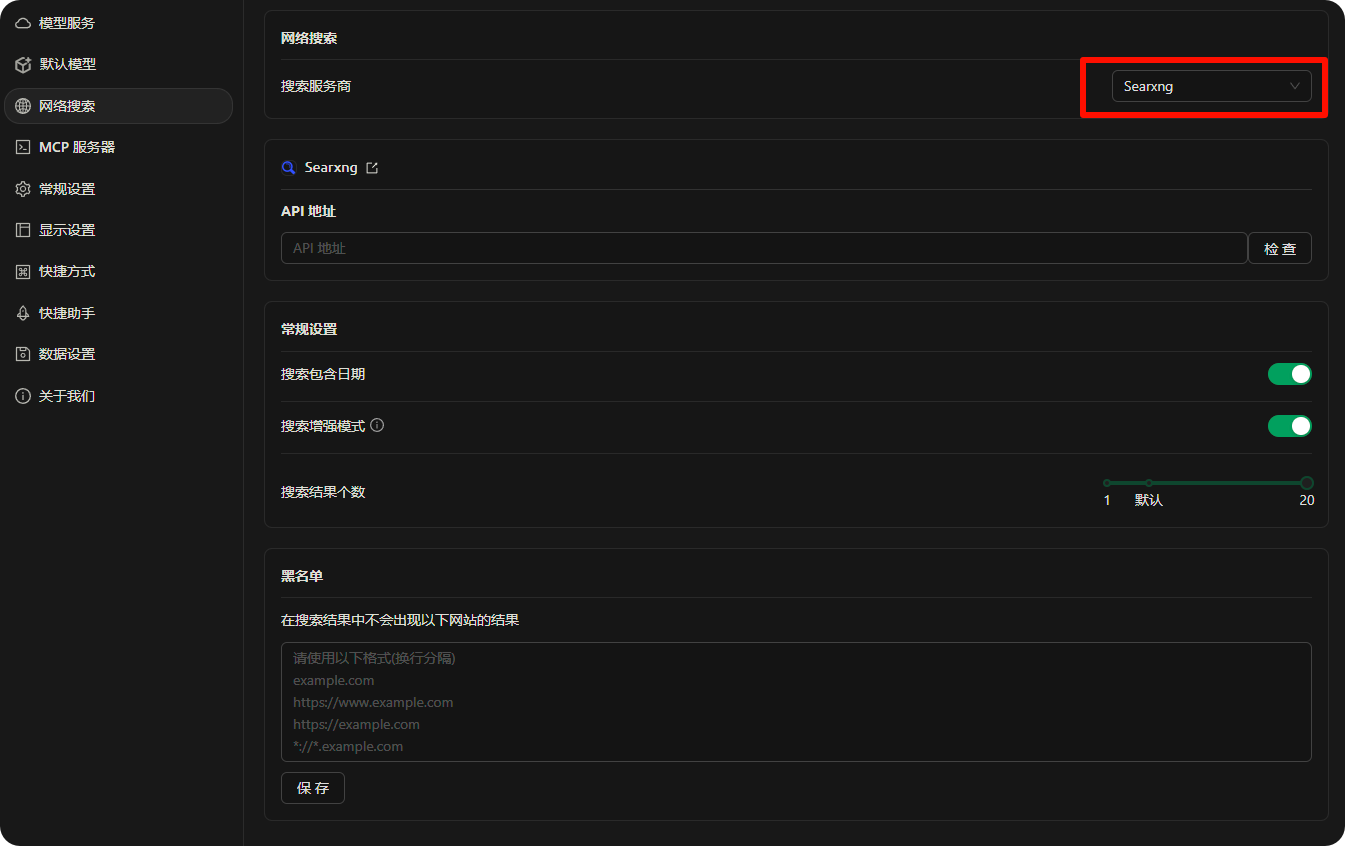 模型服务
默认模型
网络搜索
MCP 服务器
常规设置
显示设置
快捷方式
快捷助手
数据设置
关于我们
网络搜索
搜索服务商
Searxng
Searxng
API 地址
API 地址
检 查
常规设置
搜索包含日期
搜索增强模式
搜索结果个数
1 默认 20
黑名单
在搜索结果中不会出现以下网站的结果
请使用以下格式(换行分隔)
example.com
https://www.example.com
https://example.com
*://*.example.com
保 存